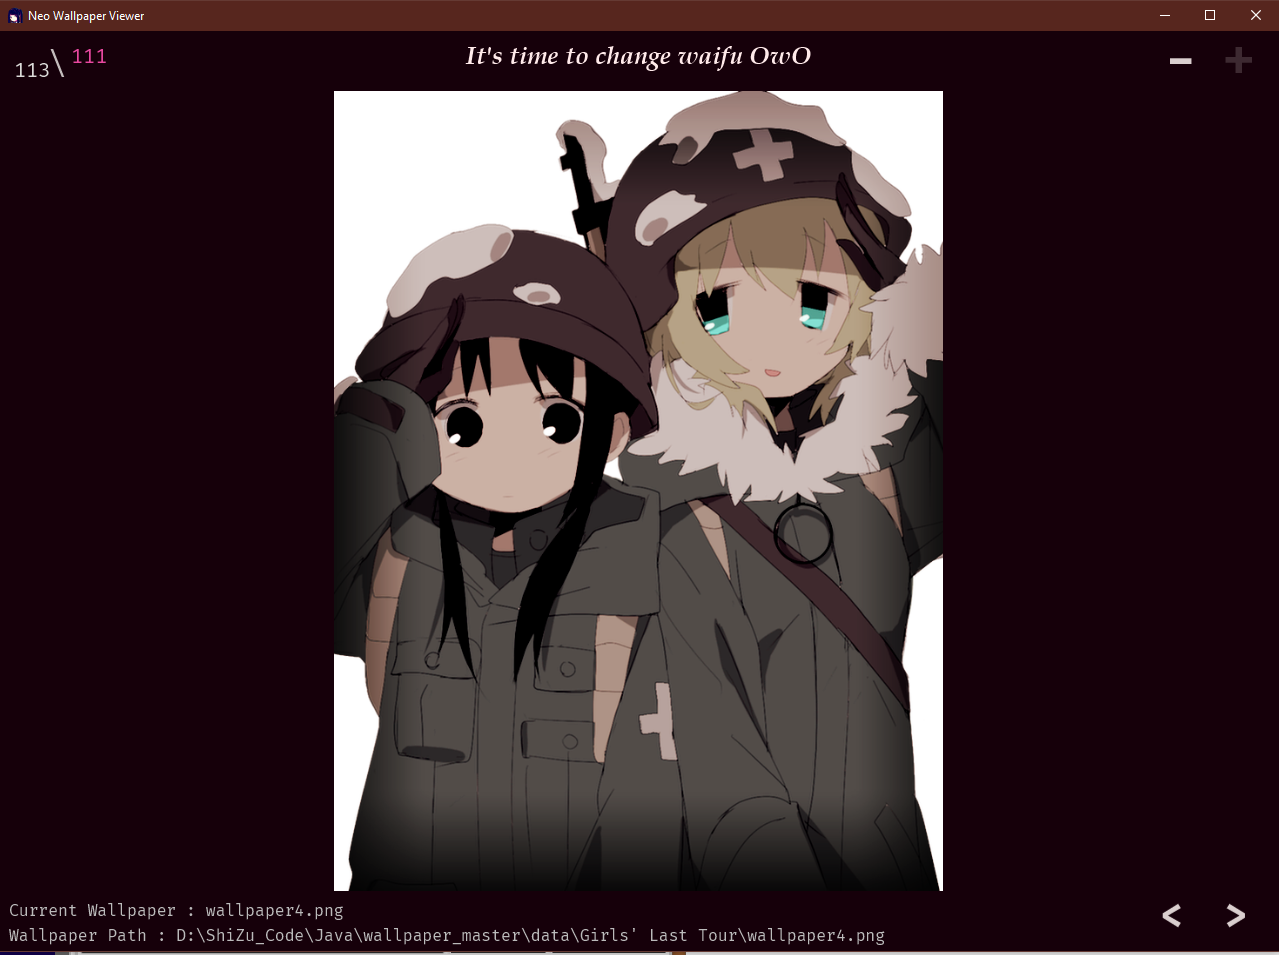 Neo Wallpaper Viewer
113\ 111
It's time to change waifu OwO
Current Wallpaper : wallpaper4.png
Wallpaper Path : D:\ShiZu_Code\Java\wallpaper_master\data\Girls' Last Tour\wallpaper4.png